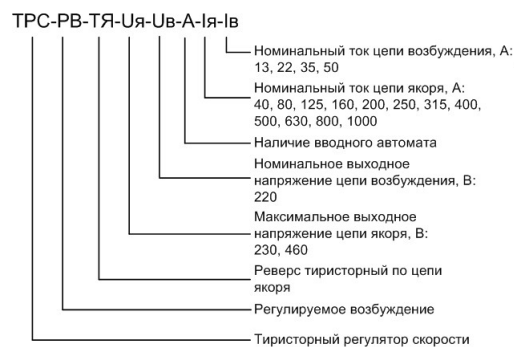 ТРС-РВ-ТЯ-Uя-Uв-А-Iя-Iв
Номинальный ток цепи возбуждения, А:
13, 22, 35, 50
Номинальный ток цепи якоря, А:
40, 80, 125, 160, 200, 250, 315, 400,
500, 630, 800, 1000
Наличие вводного автомата
Номинальное выходное
напряжение цепи возбуждения, В:
220
Максимальное выходное
напряжение цепи якоря, В:
230, 460
Реверс тиристорный по цепи
якоря
Регулируемое возбуждение
Тиристорный регулятор скорости